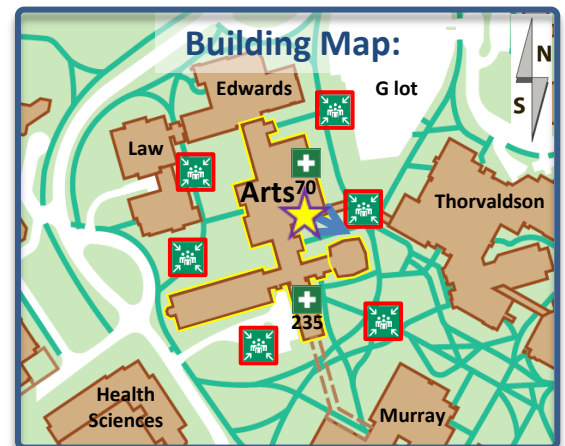 Building Map:
N
S
Edwards
G lot
Law
Arts
70
Thorvaldson
235
Health
Sciences
Murray